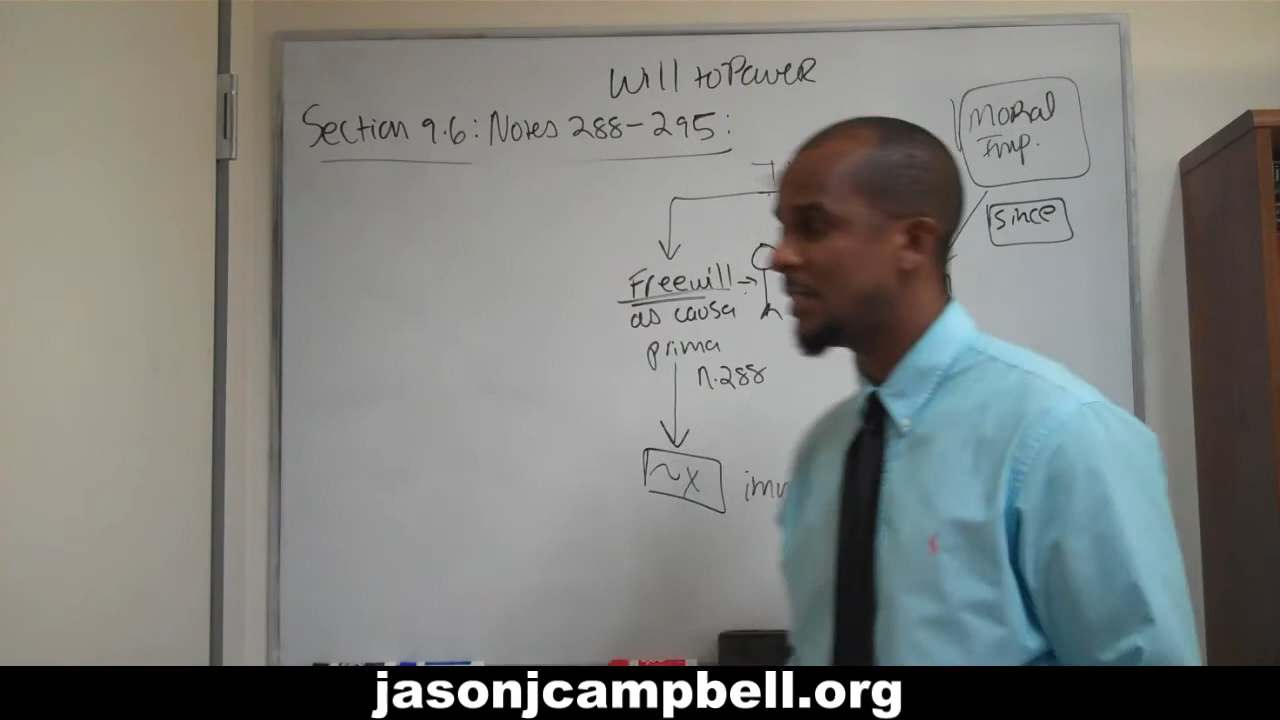 Will to Power
Section 9.6: Notes 288-295:
Moral
Imp.
since
Freewill
as causa
prima
n.288
~x
jasonjcampbell.org